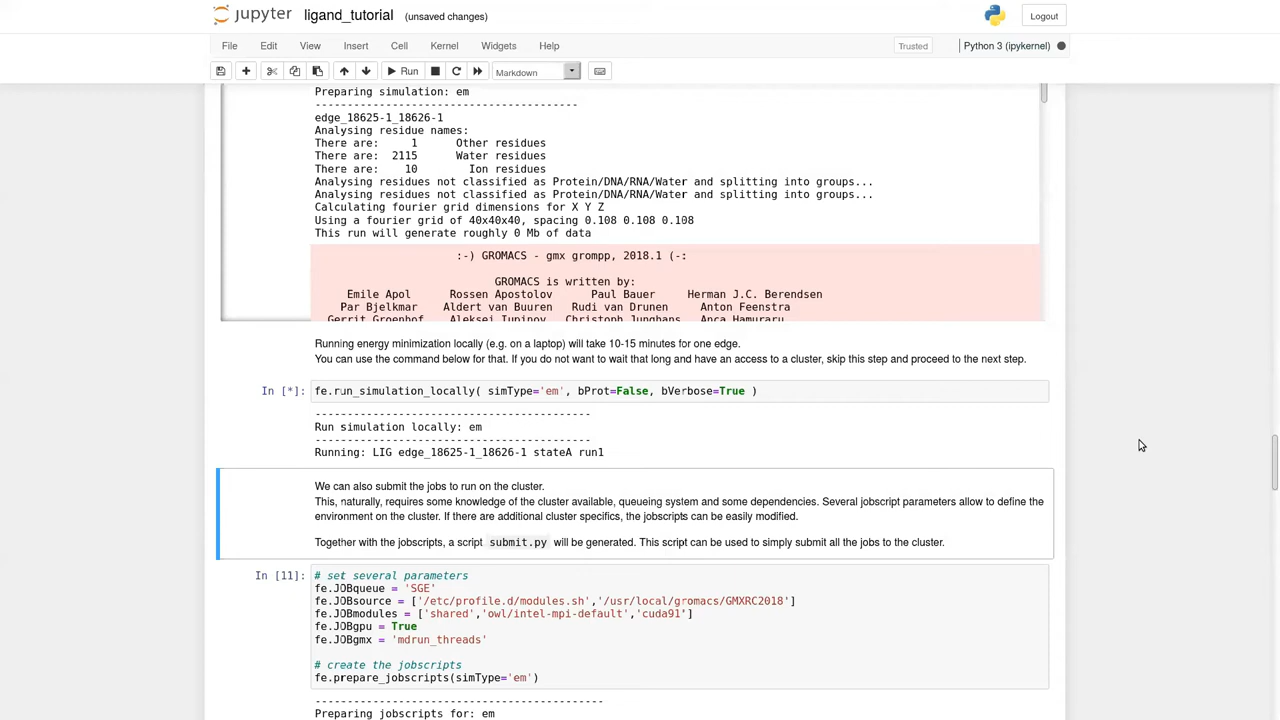 jupyter ligand_tutorial (unsaved changes) Logout
File Edit View Insert Cell Kernel Widgets Help Trusted Python 3 (ipykernel)
Run Markdown
Preparing simulation: em
-----------------------------------------
edge_18625-1_18626-1
Analysing residue names:
There are:     1      Other residues
There are:  2115      Water residues
There are:    10        Ion residues
Analysing residues not classified as Protein/DNA/RNA/Water and splitting into groups...
Analysing residues not classified as Protein/DNA/RNA/Water and splitting into groups...
Calculating fourier grid dimensions for X Y Z
Using a fourier grid of 40x40x40, spacing 0.108 0.108 0.108
This run will generate roughly 0 Mb of data
:-) GROMACS - gmx grompp, 2018.1 (-:
GROMACS is written by:
Emile Apol      Rossen Apostolov      Paul Bauer     Herman J.C. Berendsen
Par Bjelkmar    Aldert van Buuren   Rudi van Drunen     Anton Feenstra
Gerrit Groenhof    Aleksei Iupinov   Christoph Junghans   Anca Hamuraru
Running energy minimization locally (e.g. on a laptop) will take 10-15 minutes for one edge.
You can use the command below for that. If you do not want to wait that long and have an access to a cluster, skip this step and proceed to the next step.
In [*]: fe.run_simulation_locally( simType='em', bProt=False, bVerbose=True )
-------------------------------------------
Run simulation locally: em
-------------------------------------------
Running: LIG edge_18625-1_18626-1 stateA run1
We can also submit the jobs to run on the cluster.
This, naturally, requires some knowledge of the cluster available, queueing system and some dependencies. Several jobscript parameters allow to define the
environment on the cluster. If there are additional cluster specifics, the jobscripts can be easily modified.
Together with the jobscripts, a script submit.py will be generated. This script can be used to simply submit all the jobs to the cluster.
In [11]: # set several parameters
fe.JOBqueue = 'SGE'
fe.JOBsource = ['/etc/profile.d/modules.sh','/usr/local/gromacs/GMXRC2018']
fe.JOBmodules = ['shared','owl/intel-mpi-default','cuda91']
fe.JOBgpu = True
fe.JOBgmx = 'mdrun_threads'
# create the jobscripts
fe.prepare_jobscripts(simType='em')
---------------------------------------------
Preparing jobscripts for: em